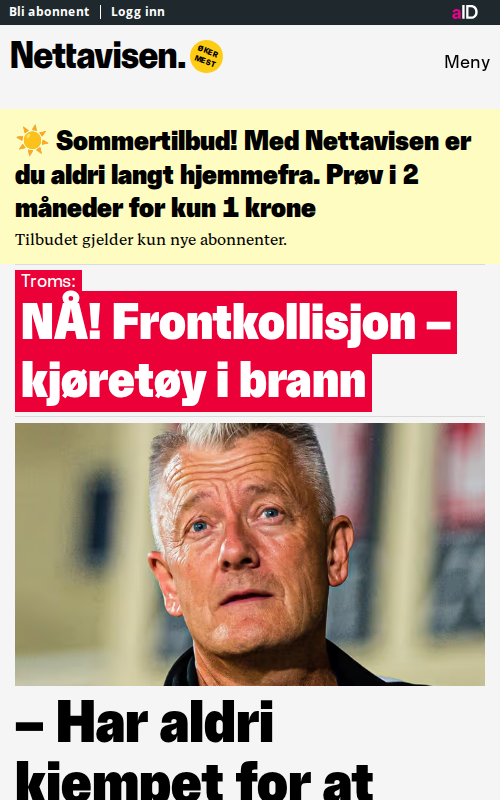 Bli abonnent | Logg inn
aID
Nettavisen.
ØKER
MEST
Meny
☀️ Sommertilbud! Med Nettavisen er
du aldri langt hjemmefra. Prøv i 2
måneder for kun 1 krone
Tilbudet gjelder kun nye abonnenter.
Troms:
NÅ! Frontkollisjon –
kjøretøy i brann
– Har aldri
kjempet for at